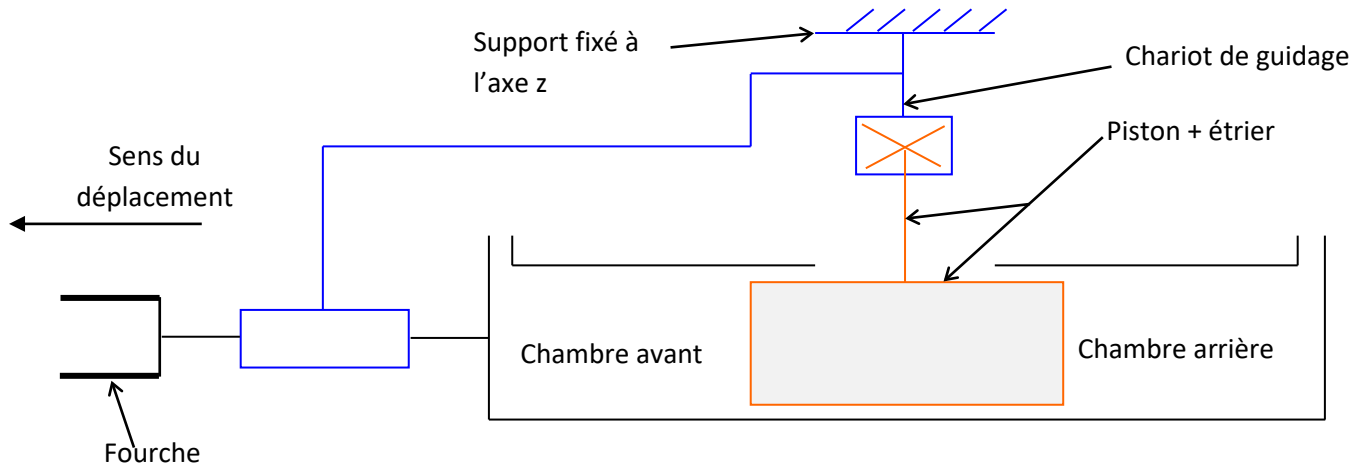 Support fixé à
l'axe z
Chariot de guidage
Piston + étrier
Sens du
déplacement
Chambre avant
Chambre arrière
Fourche